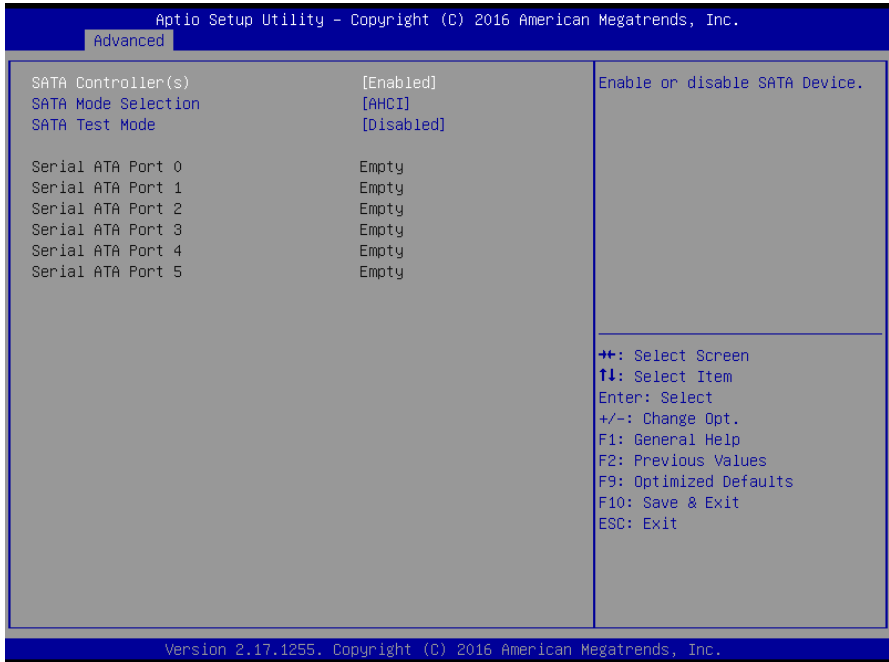 Aptio Setup Utility – Copyright (C) 2016 American Megatrends, Inc.
Advanced
SATA Controller(s) [Enabled]
SATA Mode Selection [AHCI]
SATA Test Mode [Disabled]
Serial ATA Port 0 Empty
Serial ATA Port 1 Empty
Serial ATA Port 2 Empty
Serial ATA Port 3 Empty
Serial ATA Port 4 Empty
Serial ATA Port 5 Empty
Enable or disable SATA Device.
→←: Select Screen
↑↓: Select Item
Enter: Select
+/-: Change Opt.
F1: General Help
F2: Previous Values
F9: Optimized Defaults
F10: Save & Exit
ESC: Exit
Version 2.17.1255. Copyright (C) 2016 American Megatrends, Inc.